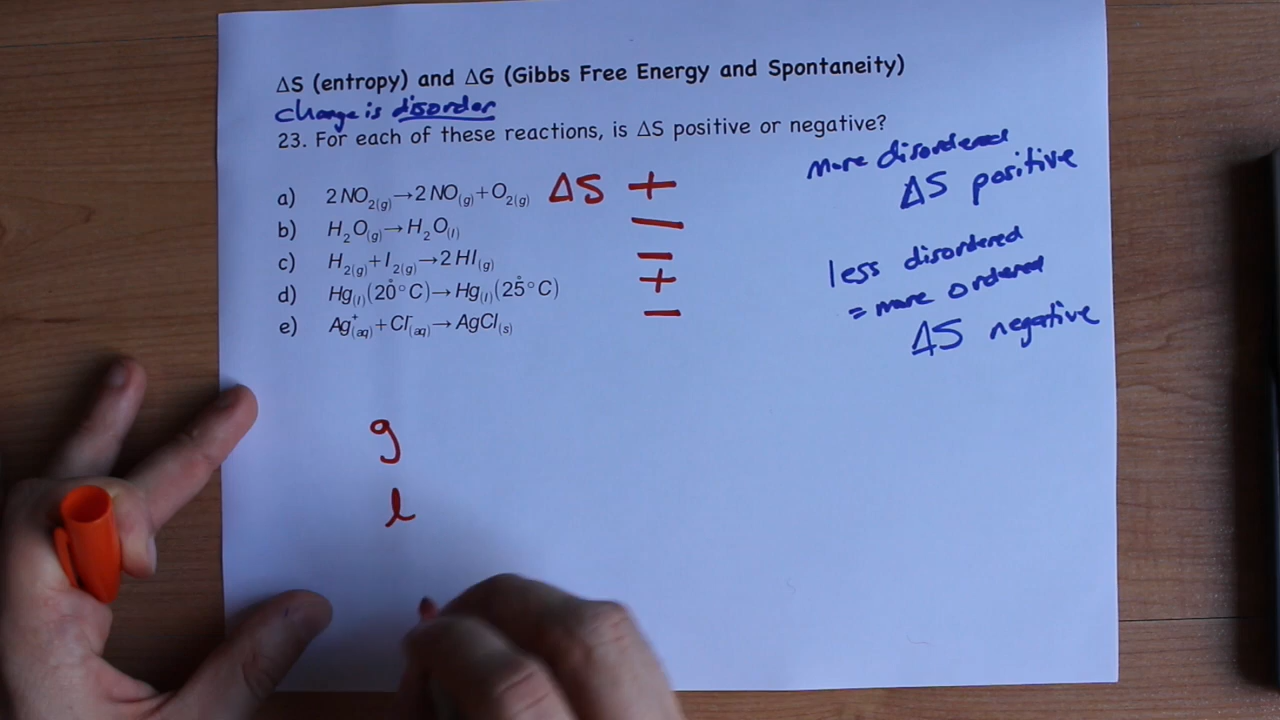 ΔS (entropy) and ΔG (Gibbs Free Energy and Spontaneity)
change is disorder
23. For each of these reactions, is ΔS positive or negative?
a) 2NO₂(g)→2NO(g)+O₂(g) ΔS +
b) H₂O(g)→H₂O(l) −
c) H₂(g)+I₂(g)→2HI(g) −
d) Hg(l)(20°C)→Hg(l)(25°C) +
e) Ag⁺(aq)+Cl⁻(aq)→AgCl(s) −
more disordered
ΔS positive
less disordered
= more ordered
ΔS negative
g
l